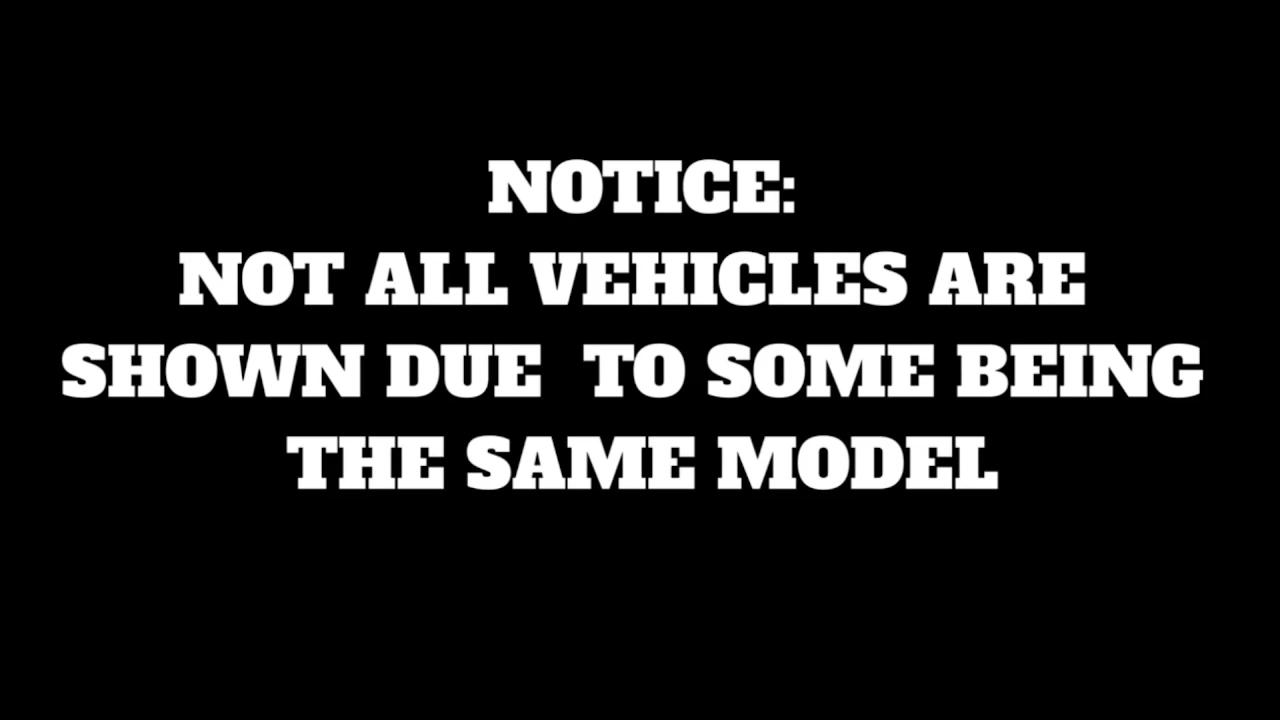 NOTICE:
NOT ALL VEHICLES ARE
SHOWN DUE  TO SOME BEING
THE SAME MODEL